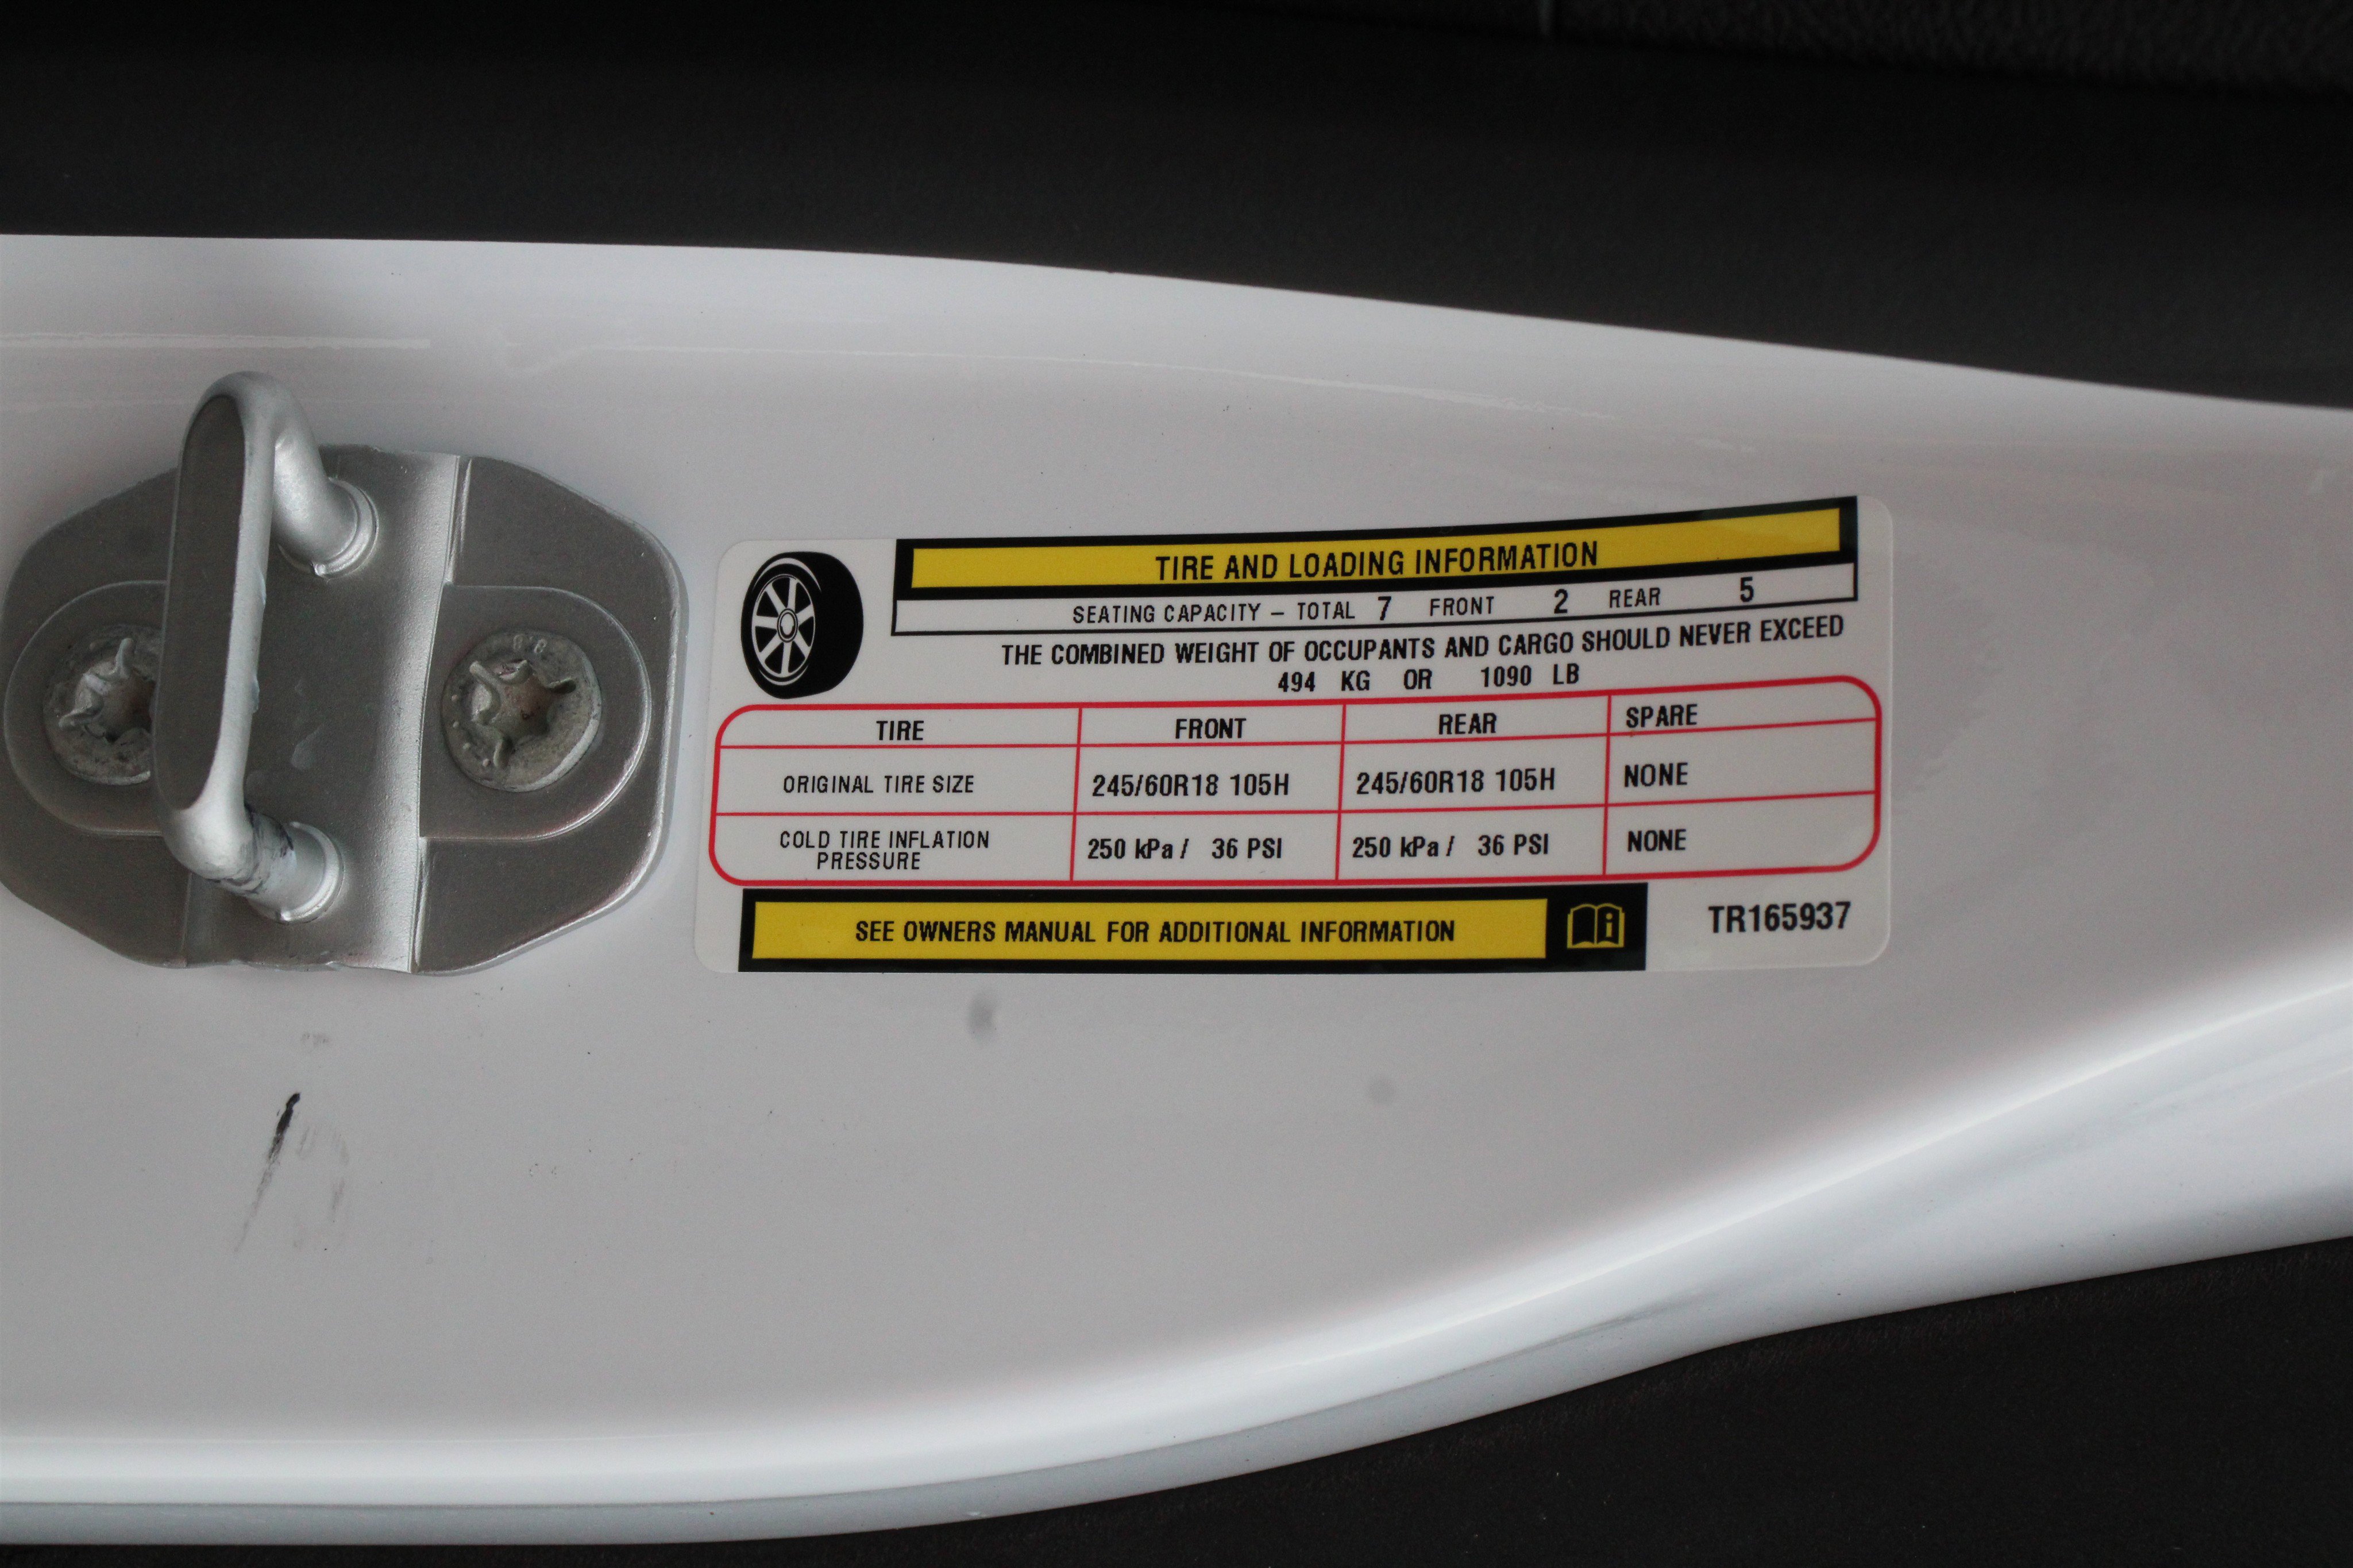 TIRE AND LOADING INFORMATION
SEATING CAPACITY – TOTAL 7 FRONT 2 REAR 5
THE COMBINED WEIGHT OF OCCUPANTS AND CARGO SHOULD NEVER EXCEED
494 KG OR 1090 LB
TIRE FRONT REAR SPARE
ORIGINAL TIRE SIZE 245/60R18 105H 245/60R18 105H NONE
COLD TIRE INFLATION
PRESSURE 250 kPa / 36 PSI 250 kPa / 36 PSI NONE
SEE OWNERS MANUAL FOR ADDITIONAL INFORMATION
TR165937